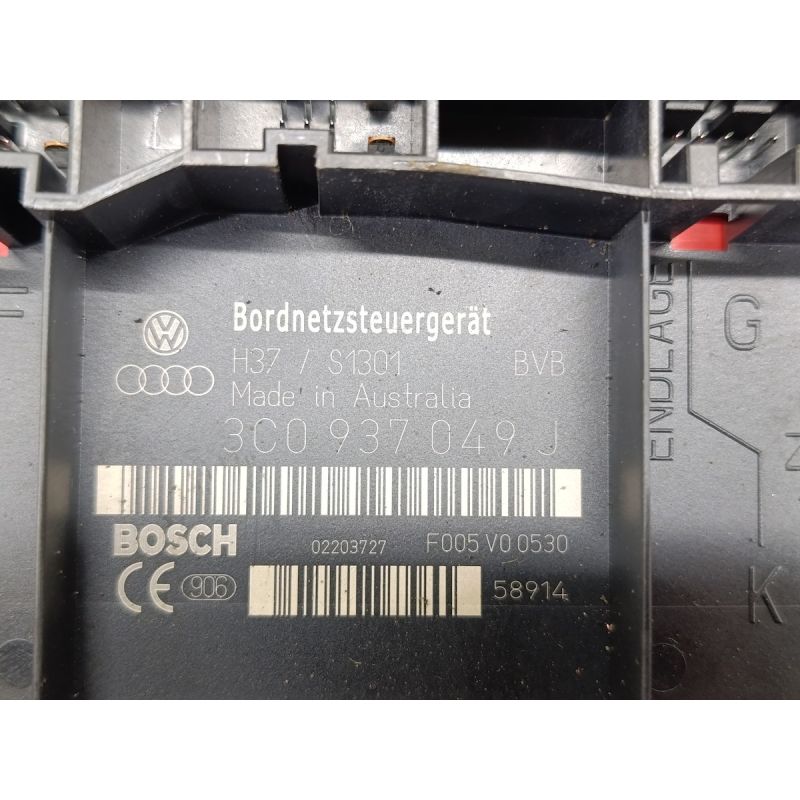 Bordnetzsteuergerät
H37 / S1301 BVB
Made in Australia
3C0 937 049 J
BOSCH 02203727 F005 V0 0530
CE 906 58914
ENDLAGE
G
Z
K
F